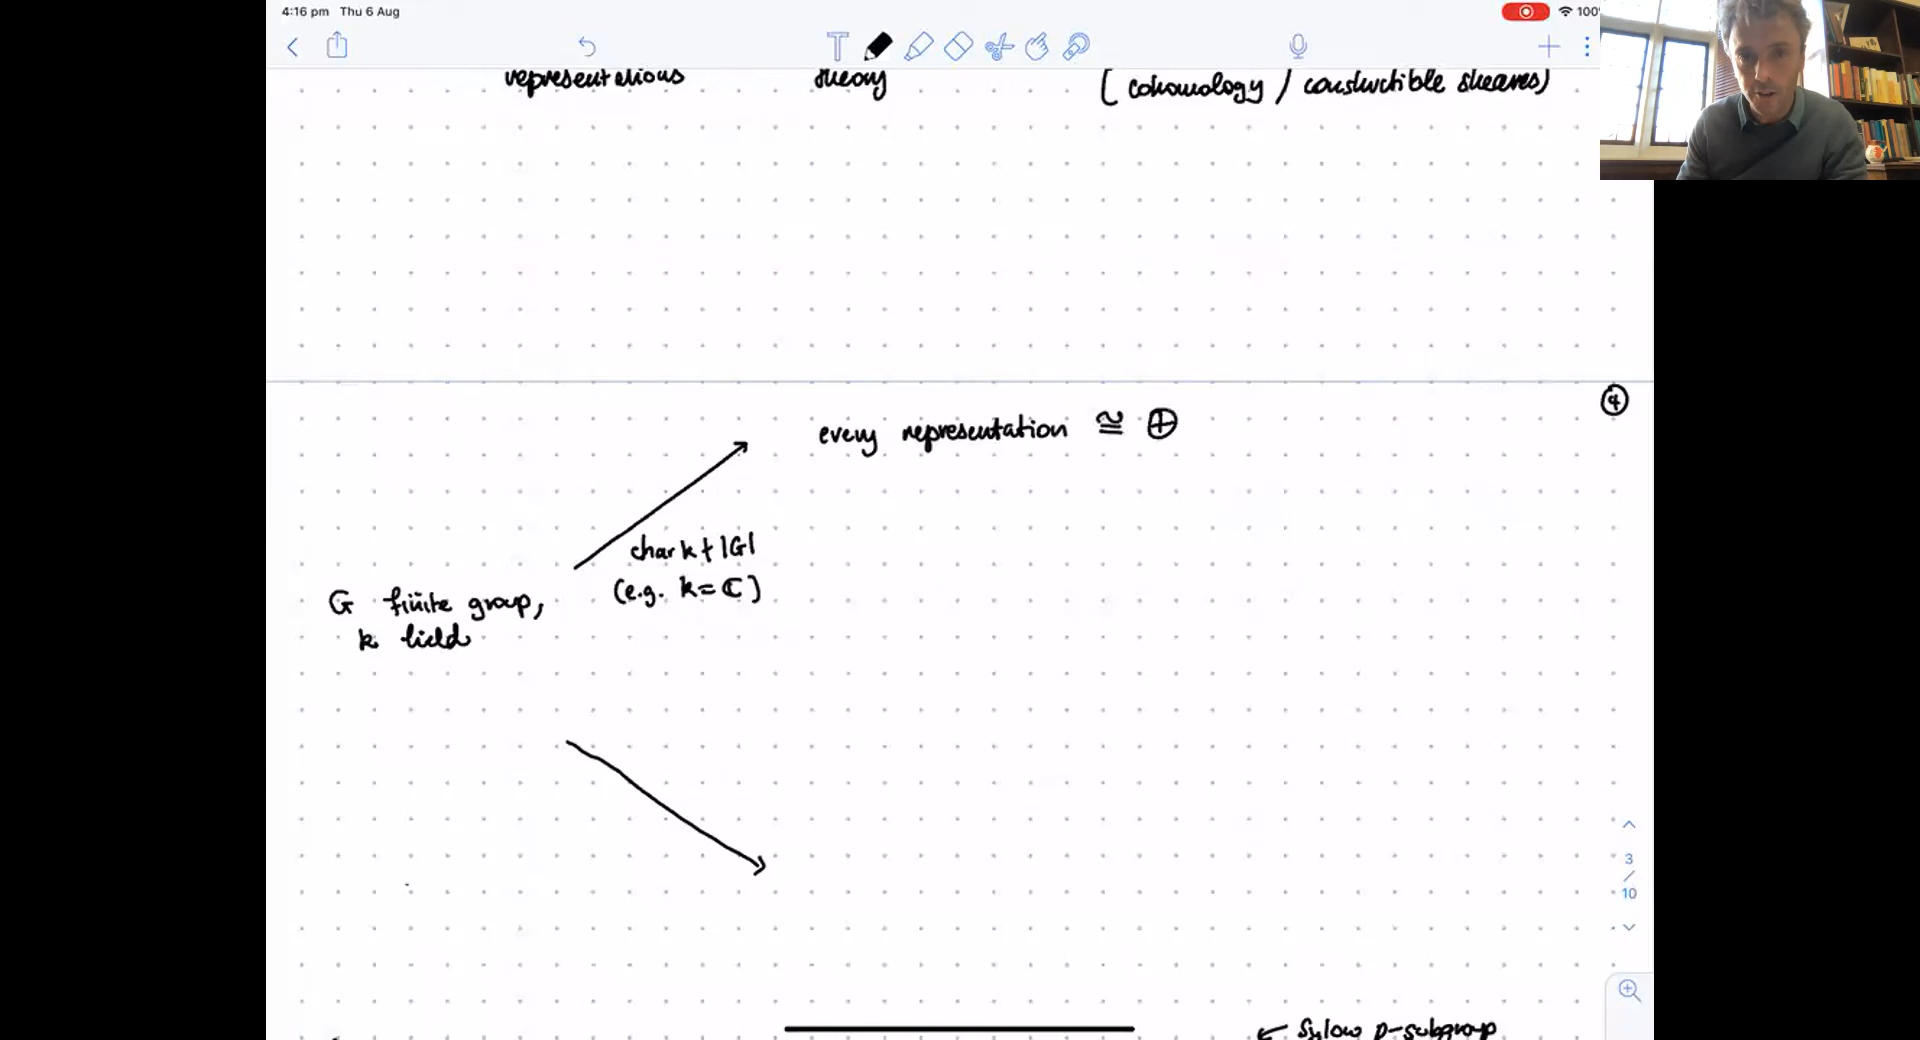 4:16 pm Thu 6 Aug
100
T
representations theory ( cohomology / constructible sheaves)
4
every representation ≅ ⊕
char k ∤ |G|
(e.g. k = ℂ)
G finite group,
k field
3
/
10
← Sylow p-subgroup